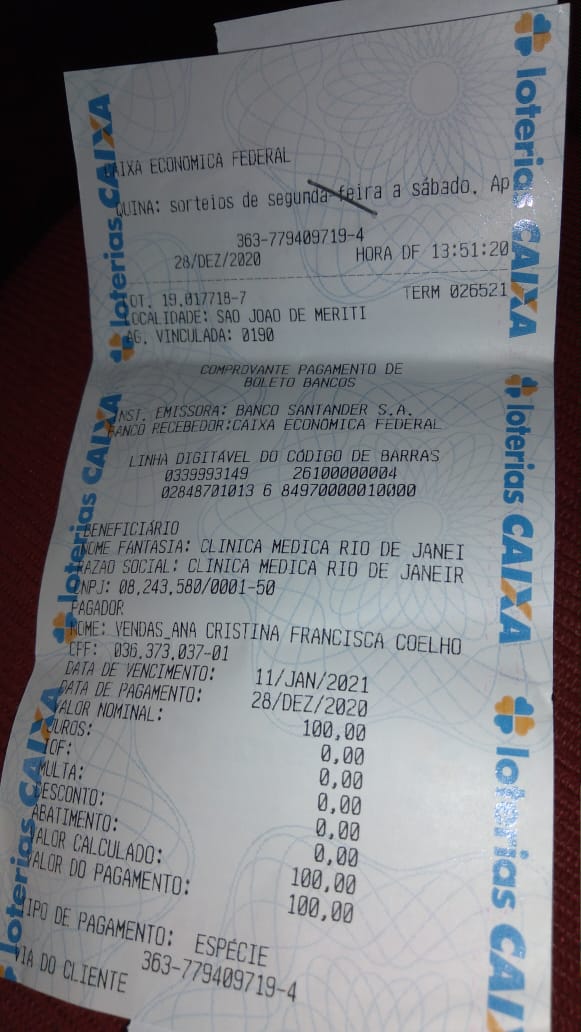 CAIXA ECONOMICA FEDERAL
QUINA: sorteios de segunda-feira a sábado. Ap
363-779409719-4
28/DEZ/2020 HORA DF 13:51:20
LOT. 19.017718-7 TERM 026521
LOCALIDADE: SAO JOAO DE MERITI
AG. VINCULADA: 0190
COMPROVANTE PAGAMENTO DE
BOLETO BANCOS
INST. EMISSORA: BANCO SANTANDER S.A.
BANCO RECEBEDOR:CAIXA ECONOMICA FEDERAL
LINHA DIGITÁVEL DO CÓDIGO DE BARRAS
0339993149 26100000004
02848701013 6 84970000010000
BENEFICIÁRIO
NOME FANTASIA: CLINICA MEDICA RIO DE JANEI
RAZAO SOCIAL: CLINICA MEDICA RIO DE JANEIR
CNPJ: 08.243.580/0001-50
PAGADOR
NOME: VENDAS_ANA CRISTINA FRANCISCA COELHO
CPF: 036.373.037-01
DATA DE VENCIMENTO: 11/JAN/2021
DATA DE PAGAMENTO: 28/DEZ/2020
VALOR NOMINAL: 100,00
JUROS: 0,00
IOF: 0,00
MULTA: 0,00
DESCONTO: 0,00
ABATIMENTO: 0,00
VALOR CALCULADO: 100,00
VALOR DO PAGAMENTO: 100,00
TIPO DE PAGAMENTO: ESPÉCIE
363-779409719-4
VIA DO CLIENTE
loterias CAIXA
loterias CAIXA
loterias CAIXA
loterias CAIXA
loterias CAIXA
loterias CAI